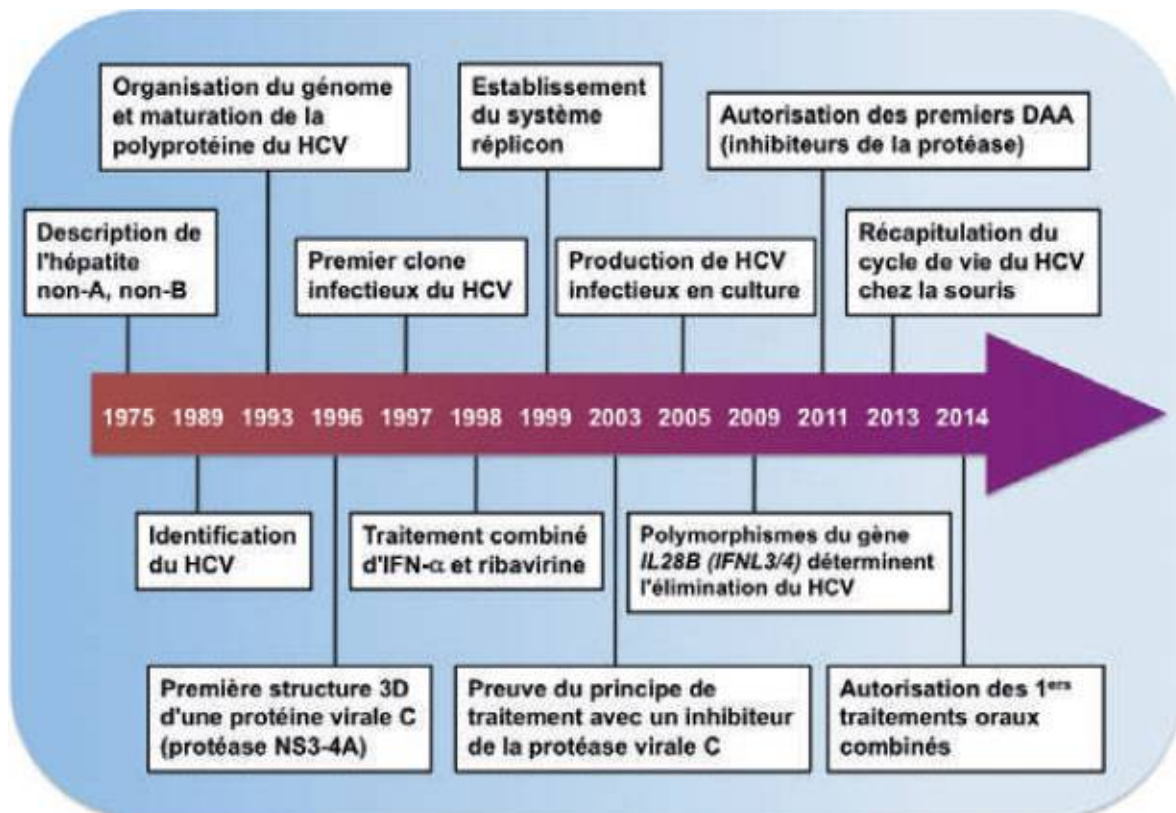 Organisation du génome
et maturation de la
polyprotéine du HCV
Establissement
du système
réplicon
Autorisation des premiers DAA
(inhibiteurs de la protéase)
Description de
l'hépatite
non-A, non-B
Premier clone
infectieux du HCV
Production de HCV
infectieux en culture
Récapitulation du
cycle de vie du HCV
chez la souris
1975 1989 1993 1996 1997 1998 1999 2003 2005 2009 2011 2013 2014
Identification
du HCV
Traitement combiné
d'IFN-α et ribavirine
Polymorphismes du gène
IL28B (IFNL3/4) déterminent
l'élimination du HCV
Première structure 3D
d'une protéine virale C
(protéase NS3-4A)
Preuve du principe de
traitement avec un inhibiteur
de la protéase virale C
Autorisation des 1ers
traitements oraux
combinés